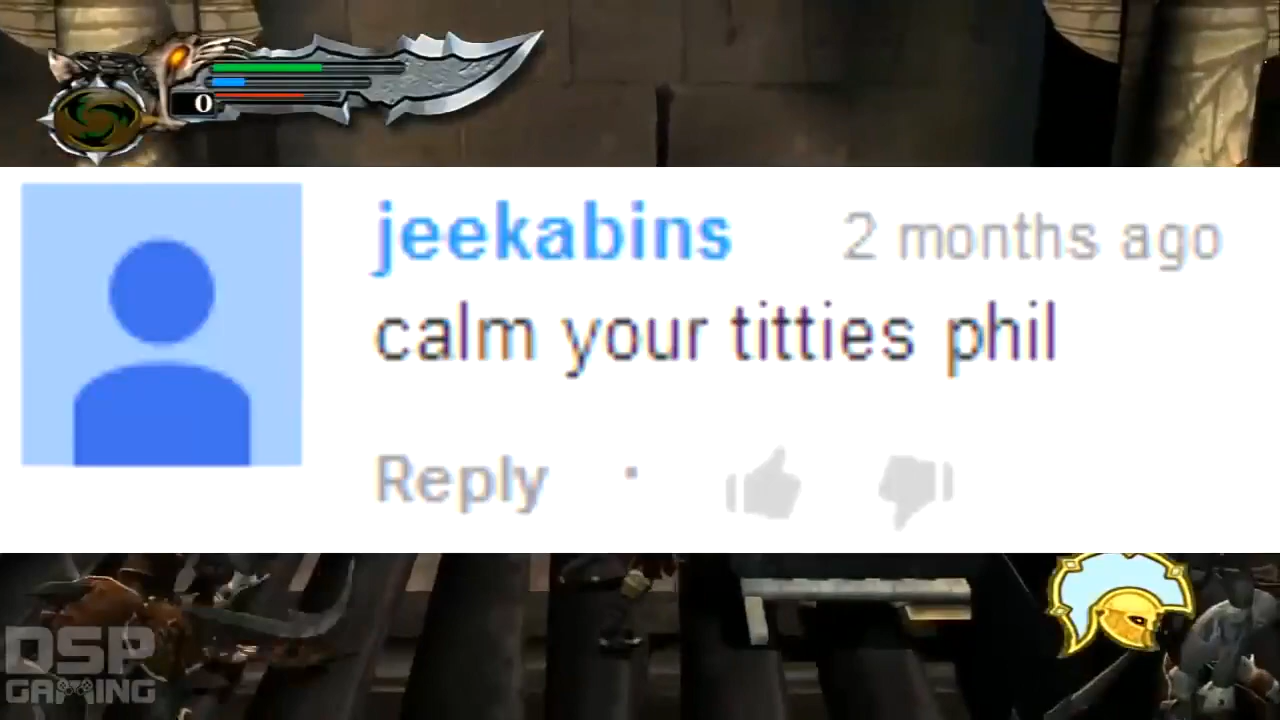 0
jeekabins 2 months ago
calm your titties phil
Reply ·
DSP
GAMING